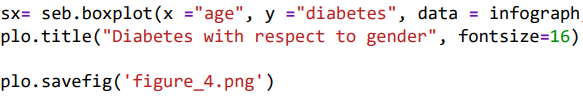 sx= seb.boxplot(x ="age", y ="diabetes", data = infograph
plo.title("Diabetes with respect to gender", fontsize=16)
plo.savefig('figure_4.png')